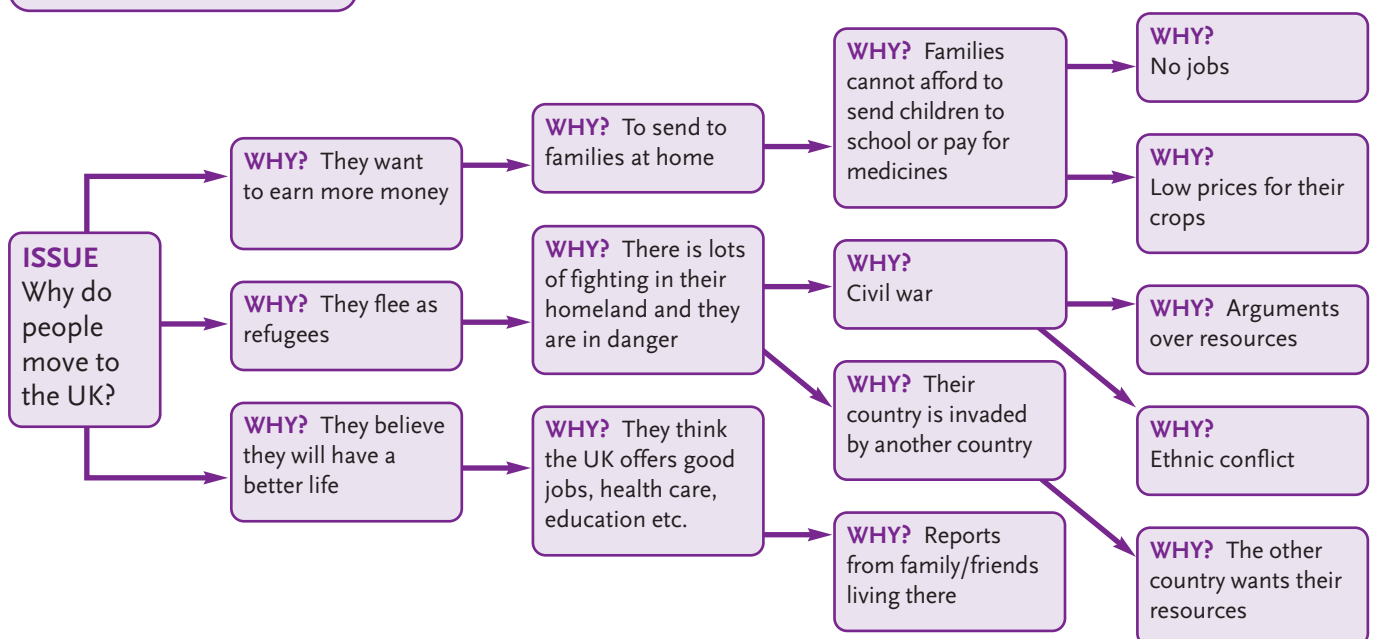 ISSUE
Why do
people
move to
the UK?
WHY? They want
to earn more money
WHY? They flee as
refugees
WHY? They believe
they will have a
better life
WHY? To send to
families at home
WHY? There is lots
of fighting in their
homeland and they
are in danger
WHY? They think
the UK offers good
jobs, health care,
education etc.
WHY? Families
cannot afford to
send children to
school or pay for
medicines
WHY?
Civil war
WHY? Their
country is invaded
by another country
WHY? Reports
from family/friends
living there
WHY?
No jobs
WHY?
Low prices for their
crops
WHY? Arguments
over resources
WHY?
Ethnic conflict
WHY? The other
country wants their
resources